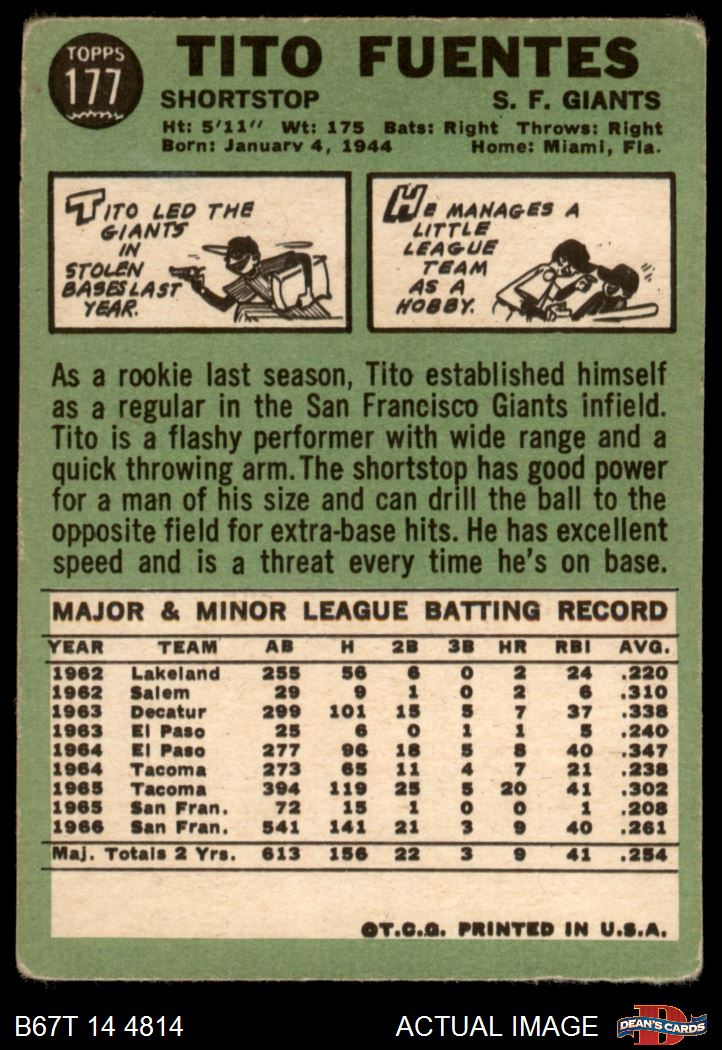 TOPPS
177
TITO FUENTES
SHORTSTOP S. F. GIANTS
Ht: 5'11" Wt: 175 Bats: Right Throws: Right
Born: January 4, 1944 Home: Miami, Fla.
TITO LED THE
GIANTS
IN
STOLEN
BASES LAST
YEAR.
HE MANAGES A
LITTLE
LEAGUE
TEAM
AS A
HOBBY.
As a rookie last season, Tito established himself
as a regular in the San Francisco Giants infield.
Tito is a flashy performer with wide range and a
quick throwing arm. The shortstop has good power
for a man of his size and can drill the ball to the
opposite field for extra-base hits. He has excellent
speed and is a threat every time he's on base.
MAJOR & MINOR LEAGUE BATTING RECORD
YEAR TEAM AB H 2B 3B HR RBI AVG.
1962 Lakeland 255 56 6 0 2 24 .220
1962 Salem 29 9 1 0 2 6 .310
1963 Decatur 299 101 15 5 7 37 .338
1963 El Paso 25 6 0 1 1 5 .240
1964 El Paso 277 96 18 5 8 40 .347
1964 Tacoma 273 65 11 4 7 21 .238
1965 Tacoma 394 119 25 5 20 41 .302
1965 San Fran. 72 15 1 0 0 1 .208
1966 San Fran. 541 141 21 3 9 40 .261
Maj. Totals 2 Yrs. 613 156 22 3 9 41 .254
©T.C.G. PRINTED IN U.S.A.
B67T 14 4814 ACTUAL IMAGE
D
DEAN'S CARDS